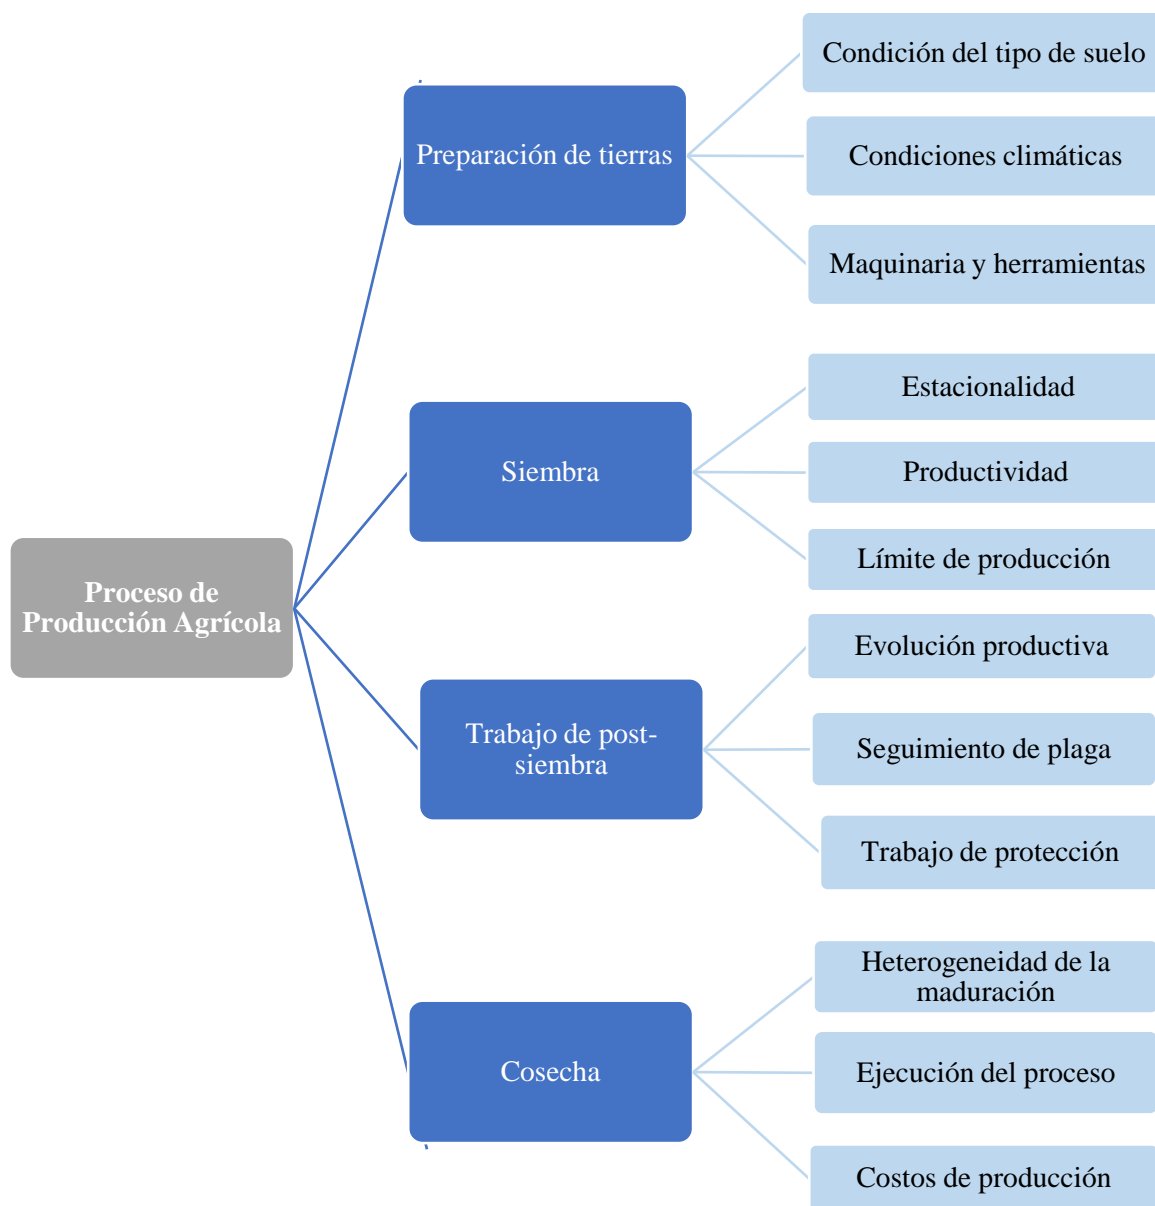 Proceso de
Producción Agrícola
Preparación de tierras
Condición del tipo de suelo
Condiciones climáticas
Maquinaria y herramientas
Siembra
Estacionalidad
Productividad
Límite de producción
Trabajo de post-
siembra
Evolución productiva
Seguimiento de plaga
Trabajo de protección
Cosecha
Heterogeneidad de la
maduración
Ejecución del proceso
Costos de producción